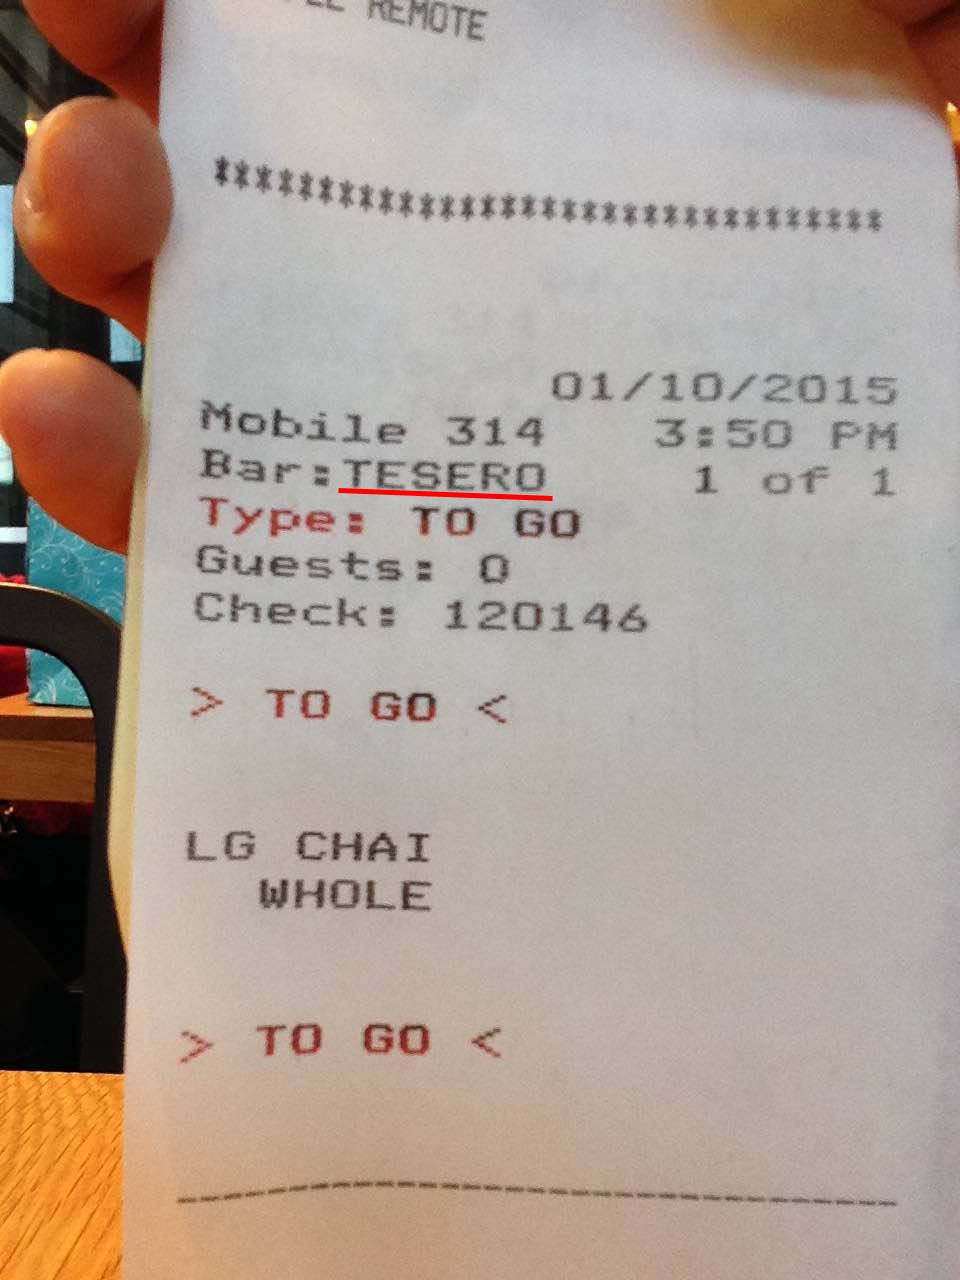 REMOTE
*********************************
01/10/2015
Mobile 314 3:50 PM
Bar:TESERO 1 of 1
Type: TO GO
Guests: 0
Check: 120146
> TO GO <
LG CHAI
WHOLE
> TO GO <
------------------------------------